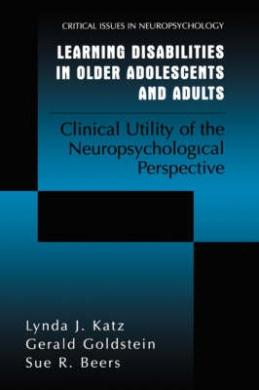 CRITICAL ISSUES IN NEUROPSYCHOLOGY
LEARNING DISABILITIES
IN OLDER ADOLESCENTS
AND ADULTS
Clinical Utility of the
Neuropsychological
Perspective
Lynda J. Katz
Gerald Goldstein
Sue R. Beers